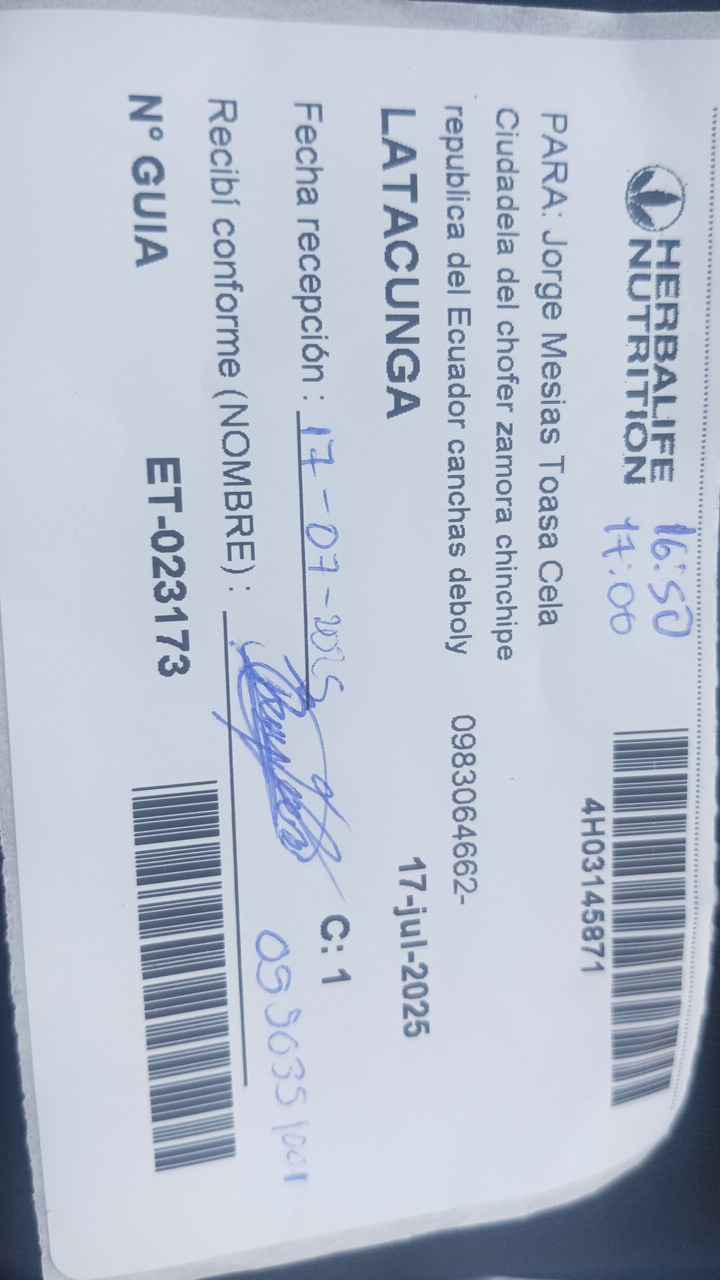 HERBALIFE
NUTRITION
16:50
17:00
4H03145871
PARA: Jorge Mesias Toasa Cela
Ciudadela del chofer zamora chinchipe
republica del Ecuador canchas deboly 0983064662-
LATACUNGA 17-jul-2025
Fecha recepción : 17-07-2025 C: 1
Recibí conforme (NOMBRE) :
N° GUIA ET-023173